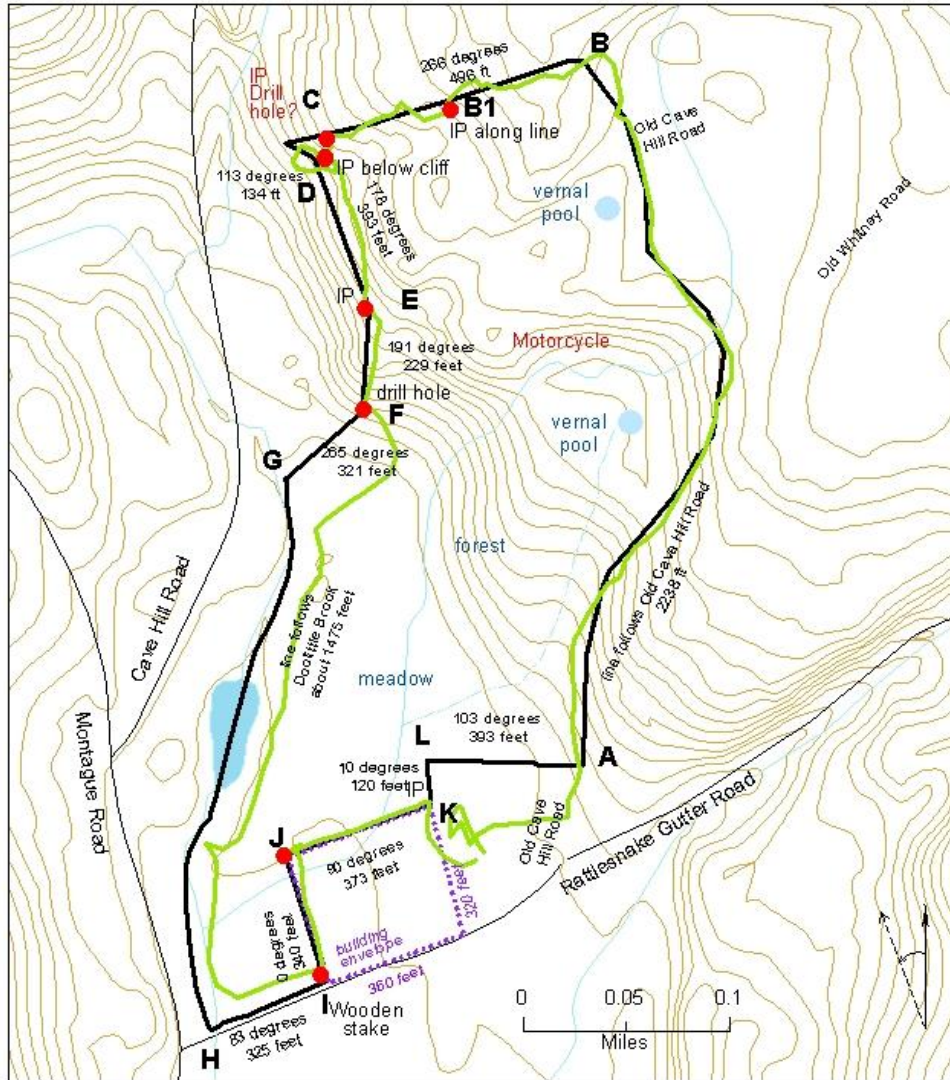 B
266 degrees
496 ft
IP
Drill
hole?
C
B1
IP along line
Old Cave
Hill Road
IP below cliff
113 degrees
134 ft
D
178 degrees
393 feet
vernal
pool
Old Whitney Road
IP
E
Motorcycle
191 degrees
229 feet
drill hole
F
vernal
pool
265 degrees
321 feet
G
forest
line follows Old Cave Hill Road
2238 ft
Cave Hill Road
line follows
Doolittle Brook
about 1475 feet
meadow
Montague Road
L
103 degrees
393 feet
A
10 degrees
120 feet
IP
K
Old Cave
Hill Road
Rattlesnake Gutter Road
J
90 degrees
373 feet
0 degrees
340 feet
320 feet
building
envelope
360 feet
I
Wooden
stake
83 degrees
325 feet
H
0 0.05 0.1
Miles